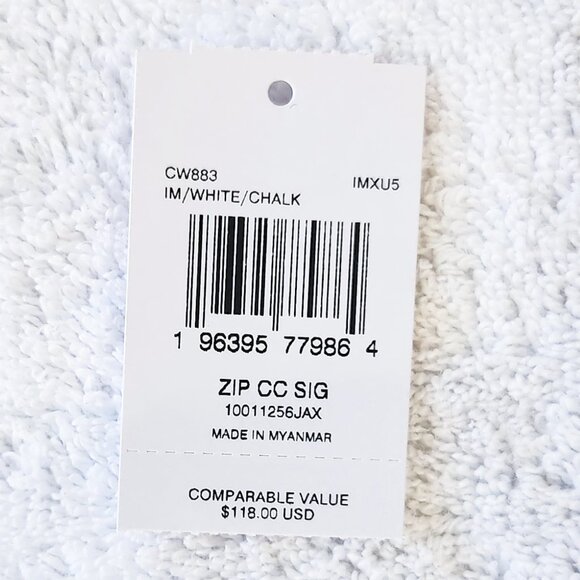 CW883
IM/WHITE/CHALK IMXU5
1 96395 77986 4
ZIP CC SIG
10011256JAX
MADE IN MYANMAR
COMPARABLE VALUE
$118.00 USD